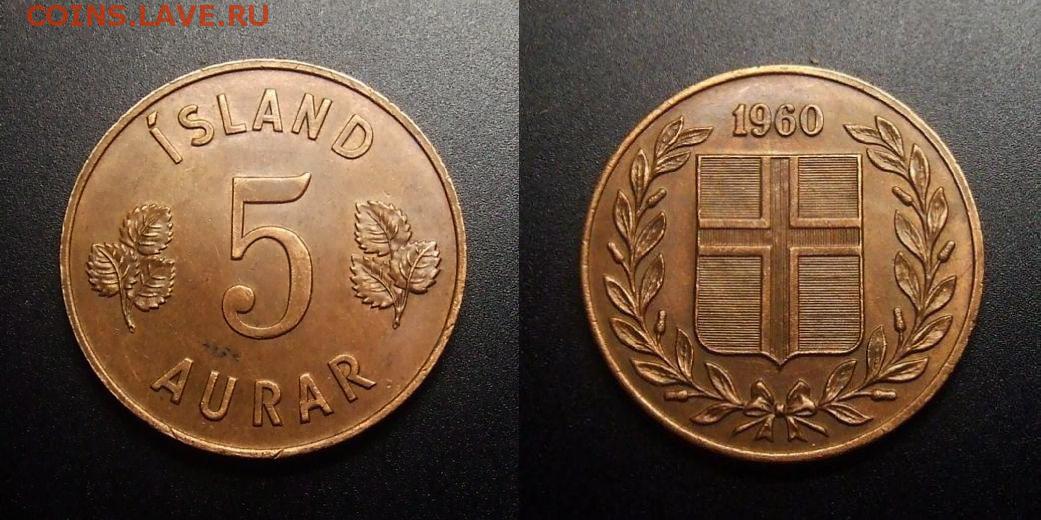 COINS.LAVE.RU
ÍSLAND
5
AURAR
1960